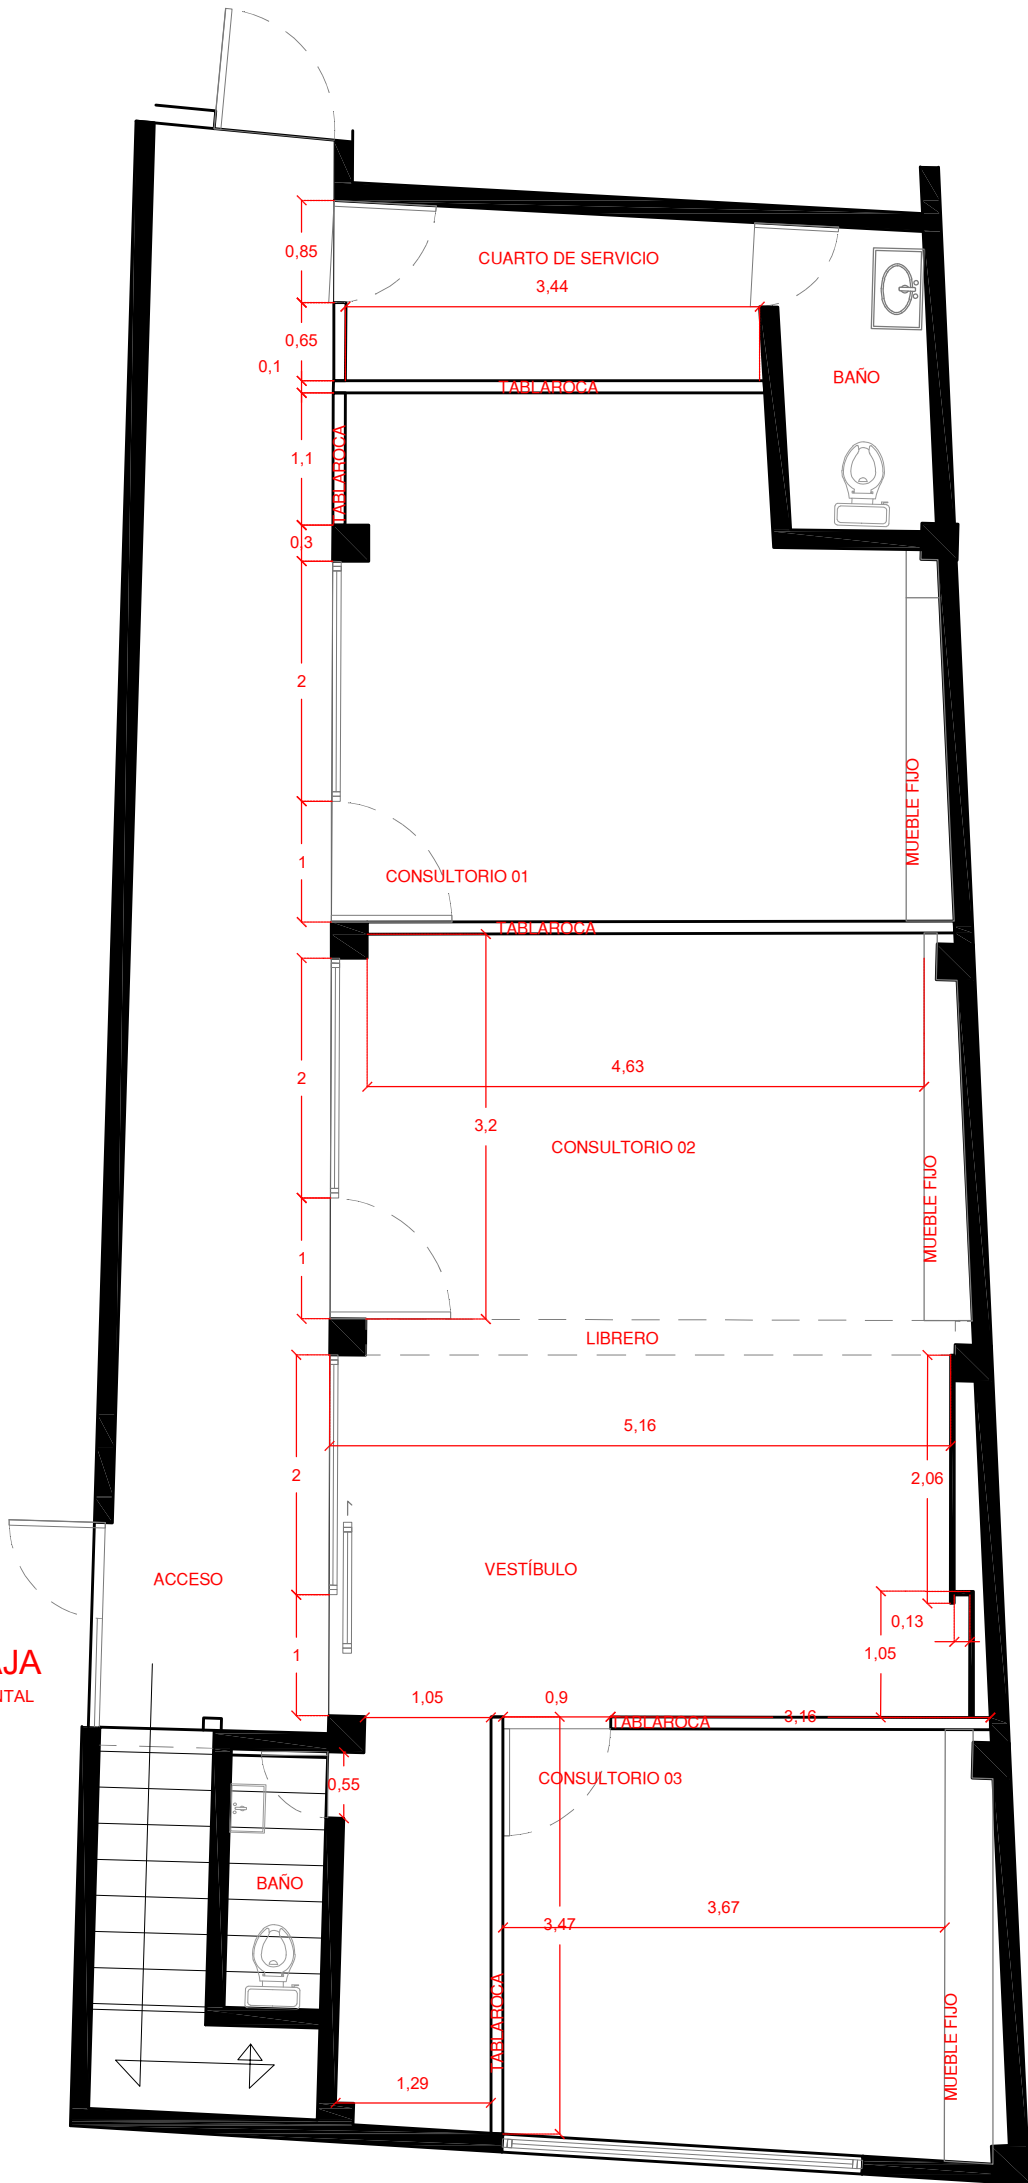 0,85
CUARTO DE SERVICIO
3,44
0,65
0,1
TABLAROCA
BAÑO
1,1
TABLAROCA
0,3
2
MUEBLE FIJO
1
CONSULTORIO 01
TABLAROCA
4,63
2
3,2
CONSULTORIO 02
MUEBLE FIJO
1
LIBRERO
5,16
2
2,06
VESTÍBULO
ACCESO
0,13
1
1,05
AJA
NTAL
1,05
0,9
TABLAROCA
3,16
0,55
CONSULTORIO 03
BAÑO
3,67
3,47
TABLAROCA
MUEBLE FIJO
1,29